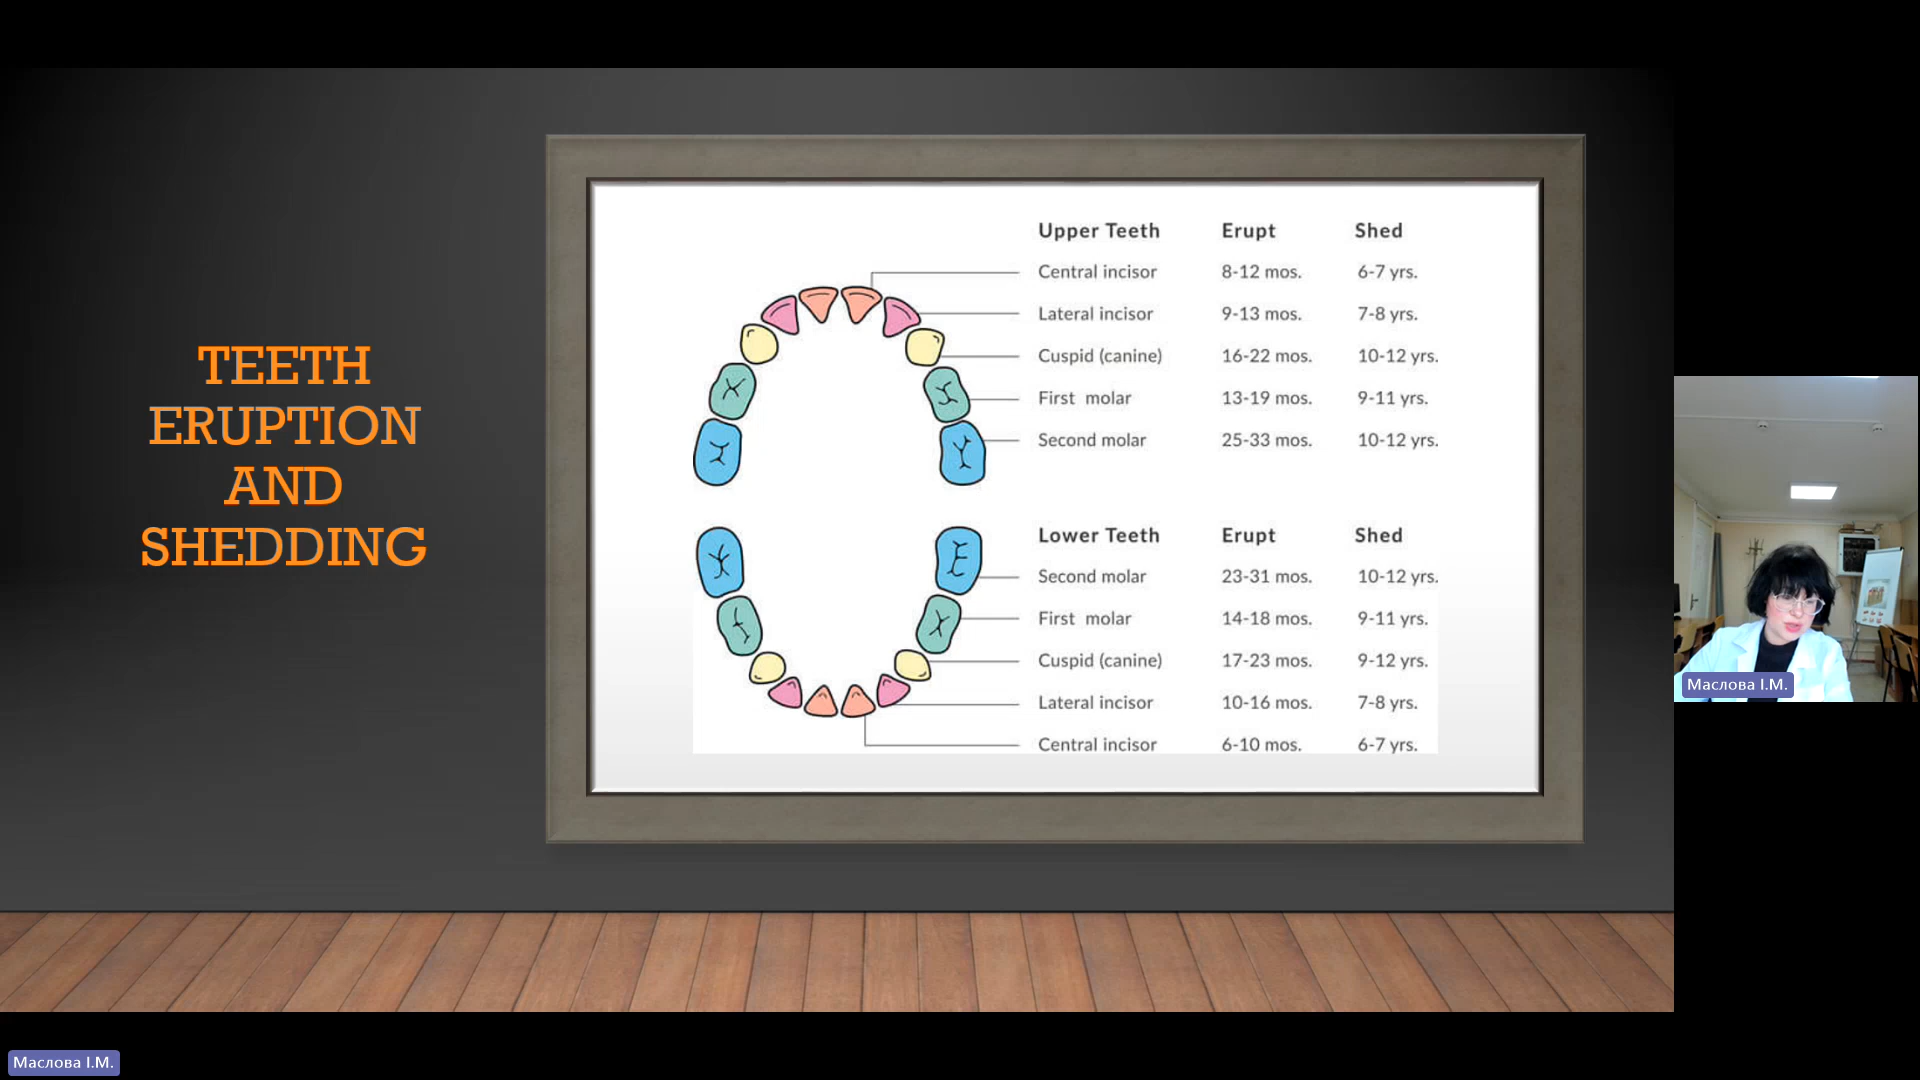 TEETH
ERUPTION
AND
SHEDDING
Upper Teeth Erupt Shed
Central incisor 8-12 mos. 6-7 yrs.
Lateral incisor 9-13 mos. 7-8 yrs.
Cuspid (canine) 16-22 mos. 10-12 yrs.
First molar 13-19 mos. 9-11 yrs.
Second molar 25-33 mos. 10-12 yrs.
Lower Teeth Erupt Shed
Second molar 23-31 mos. 10-12 yrs.
First molar 14-18 mos. 9-11 yrs.
Cuspid (canine) 17-23 mos. 9-12 yrs.
Lateral incisor 10-16 mos. 7-8 yrs.
Central incisor 6-10 mos. 6-7 yrs.
Маслова І.М.
Маслова І.М.